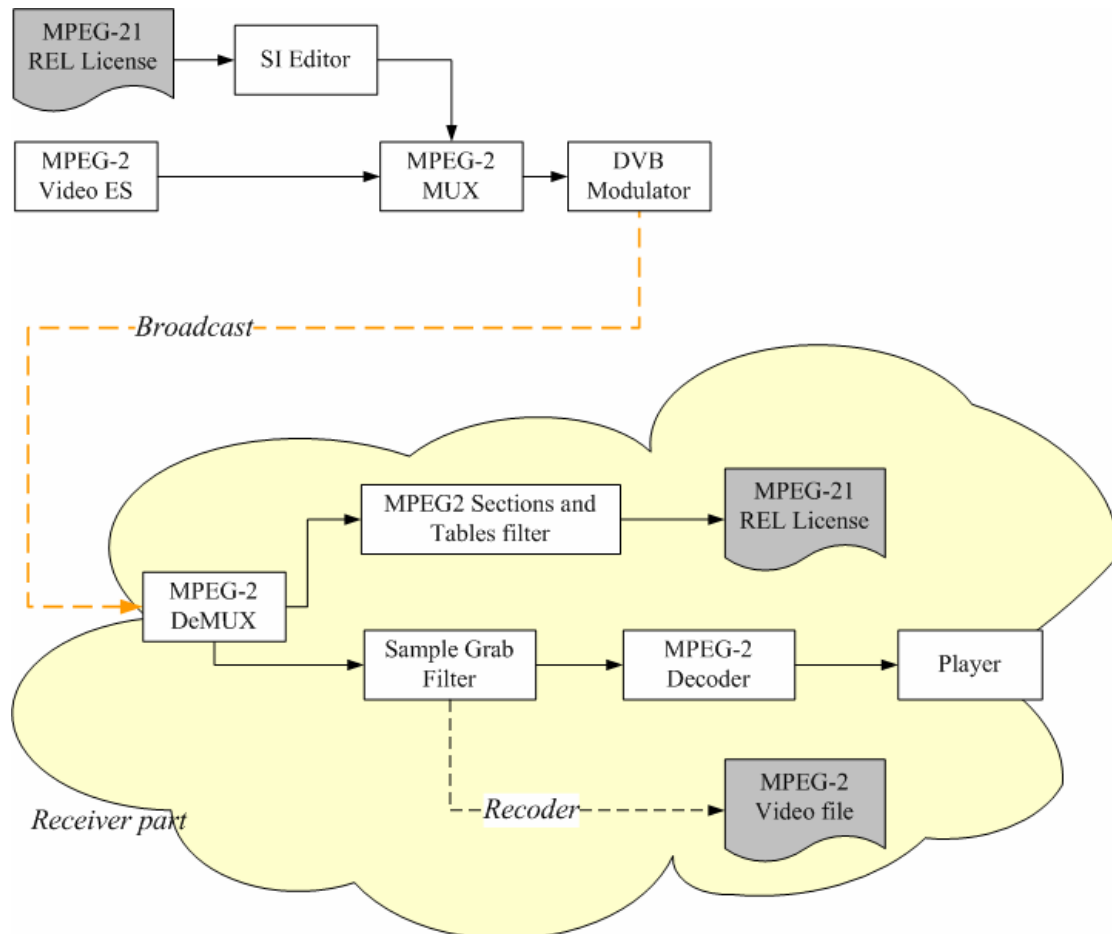 MPEG-21
REL License
SI Editor
MPEG-2
Video ES
MPEG-2
MUX
DVB
Modulator
Broadcast
MPEG2 Sections and
Tables filter
MPEG-21
REL License
MPEG-2
DeMUX
Sample Grab
Filter
MPEG-2
Decoder
Player
Recoder
MPEG-2
Video file
Receiver part